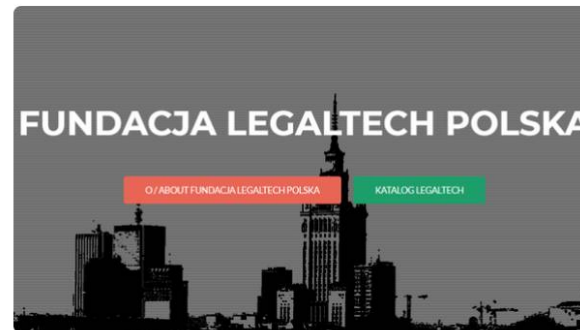 FUNDACJA LEGALTECH POLSKA
O / ABOUT FUNDACJA LEGALTECH POLSKA
KATALOG LEGALTECH